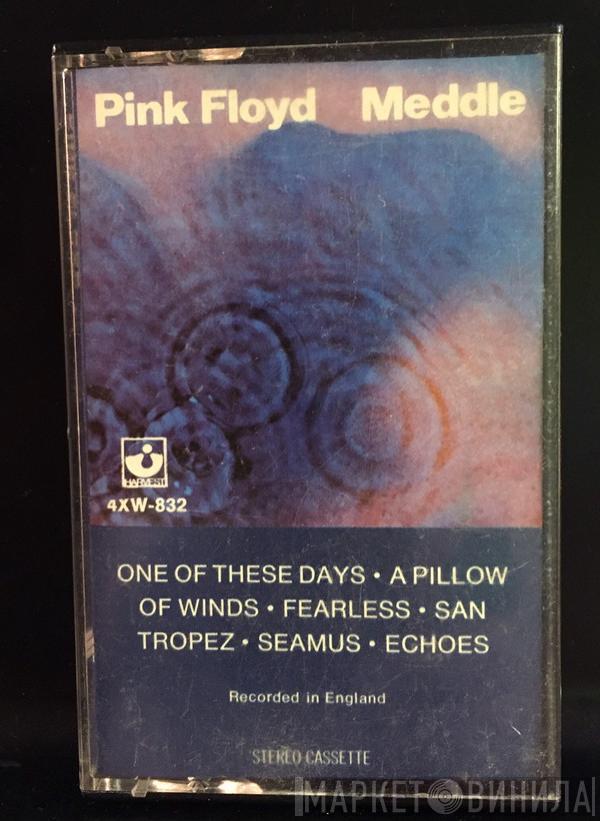 Pink Floyd Meddle
HARVEST
4XW-832
ONE OF THESE DAYS • A PILLOW
OF WINDS • FEARLESS • SAN
TROPEZ • SEAMUS • ECHOES
Recorded in England
STEREO CASSETTE
МАРКЕТ ВИНИЛА